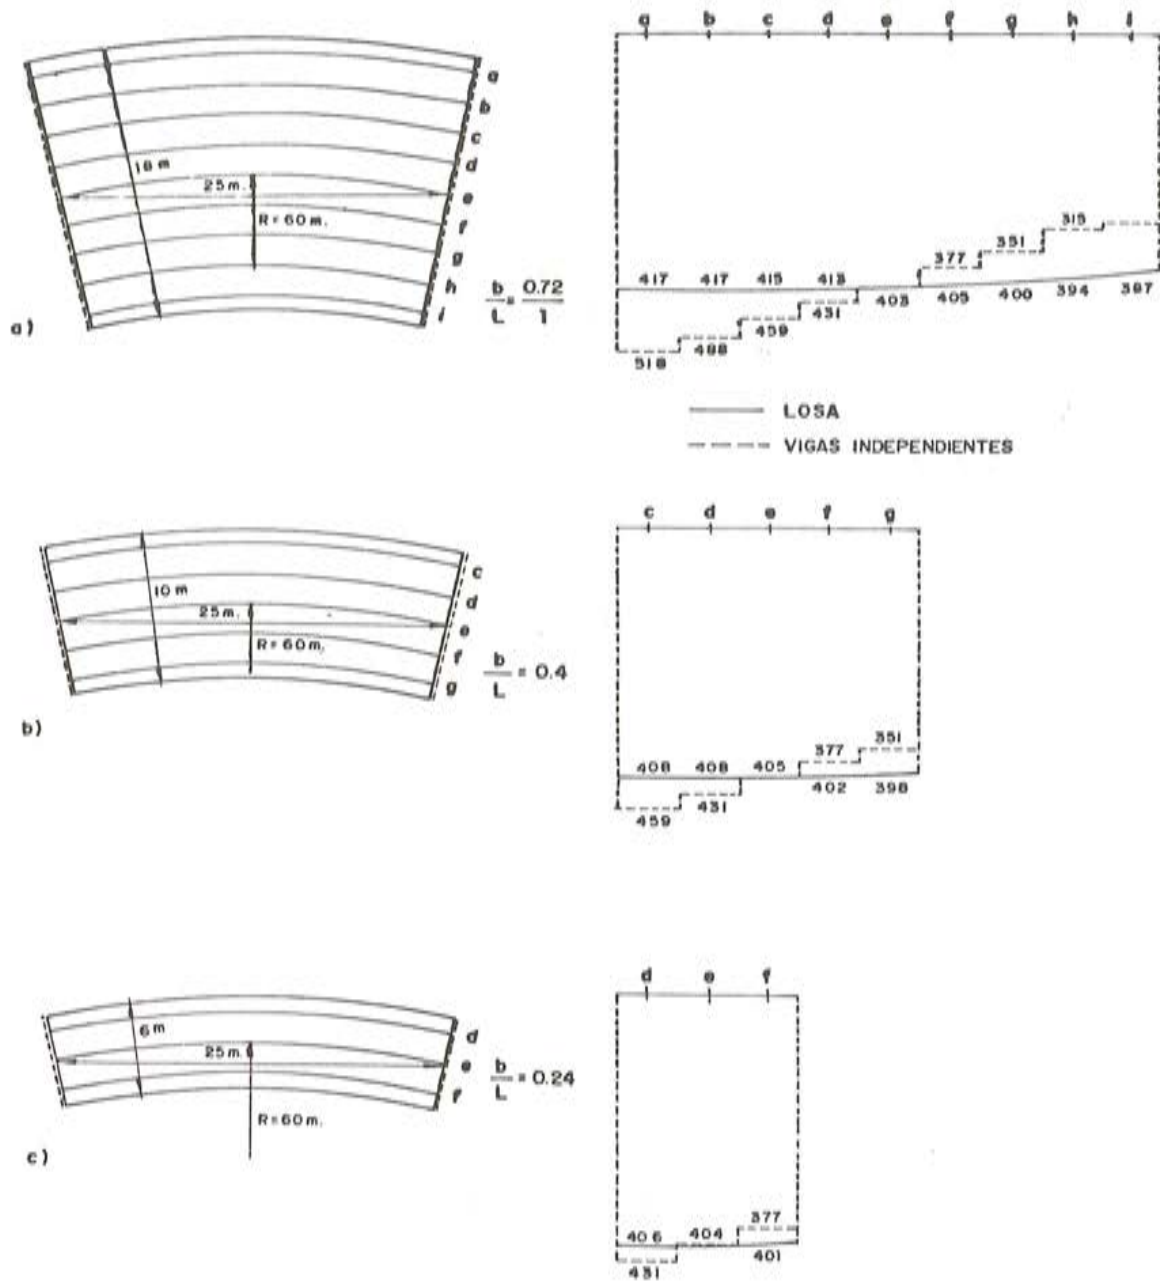 a b c d e f g h i
a
b
c
18 m
d
25 m.
e
R = 60 m.
f
g
h
i
b/L = 0.72/1
a)
315
351
377
417 417 415 413
403 405 400 394 397
431
459
488
518
LOSA
VIGAS INDEPENDIENTES
c d e f g
c
10 m
d
25 m.
e
R = 60 m.
f
g
b/L = 0.4
b)
351
377
408 408 405
402 398
431
459
d e f
6 m
d
25 m.
e
f
b/L = 0.24
R = 60 m.
c)
377
406 404
401
431